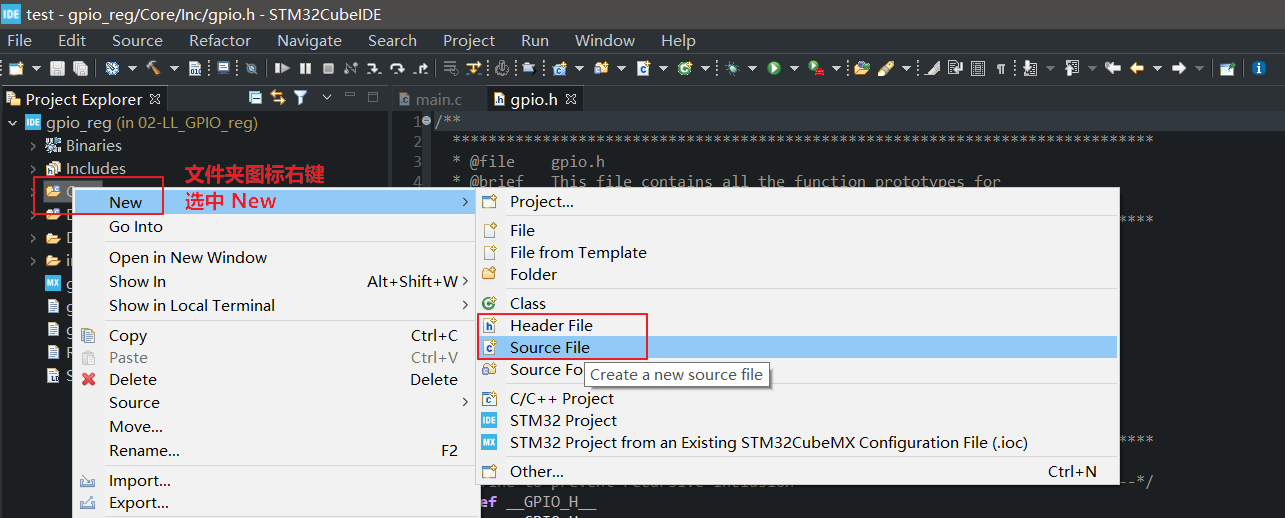 IDE test - gpio_reg/Core/Inc/gpio.h - STM32CubeIDE
File Edit Source Refactor Navigate Search Project Run Window Help
Project Explorer
main.c
gpio.h
gpio_reg (in 02-LL_GPIO_reg)
Binaries
Includes
文件夹图标右键
选中 New
1 /**
2 ******************************************************************************
3 * @file gpio.h
4 * @brief This file contains all the function prototypes for
New
Go Into
Open in New Window
Show In Alt+Shift+W
Show in Local Terminal
Copy Ctrl+C
Paste Ctrl+V
Delete Delete
Source
Move...
Rename... F2
Import...
Export...
Project...
File
File from Template
Folder
Class
Header File
Source File
Source Fo
Create a new source file
C/C++ Project
IDE STM32 Project
MX STM32 Project from an Existing STM32CubeMX Configuration File (.ioc)
Other... Ctrl+N
--*/
ef __GPIO_H__